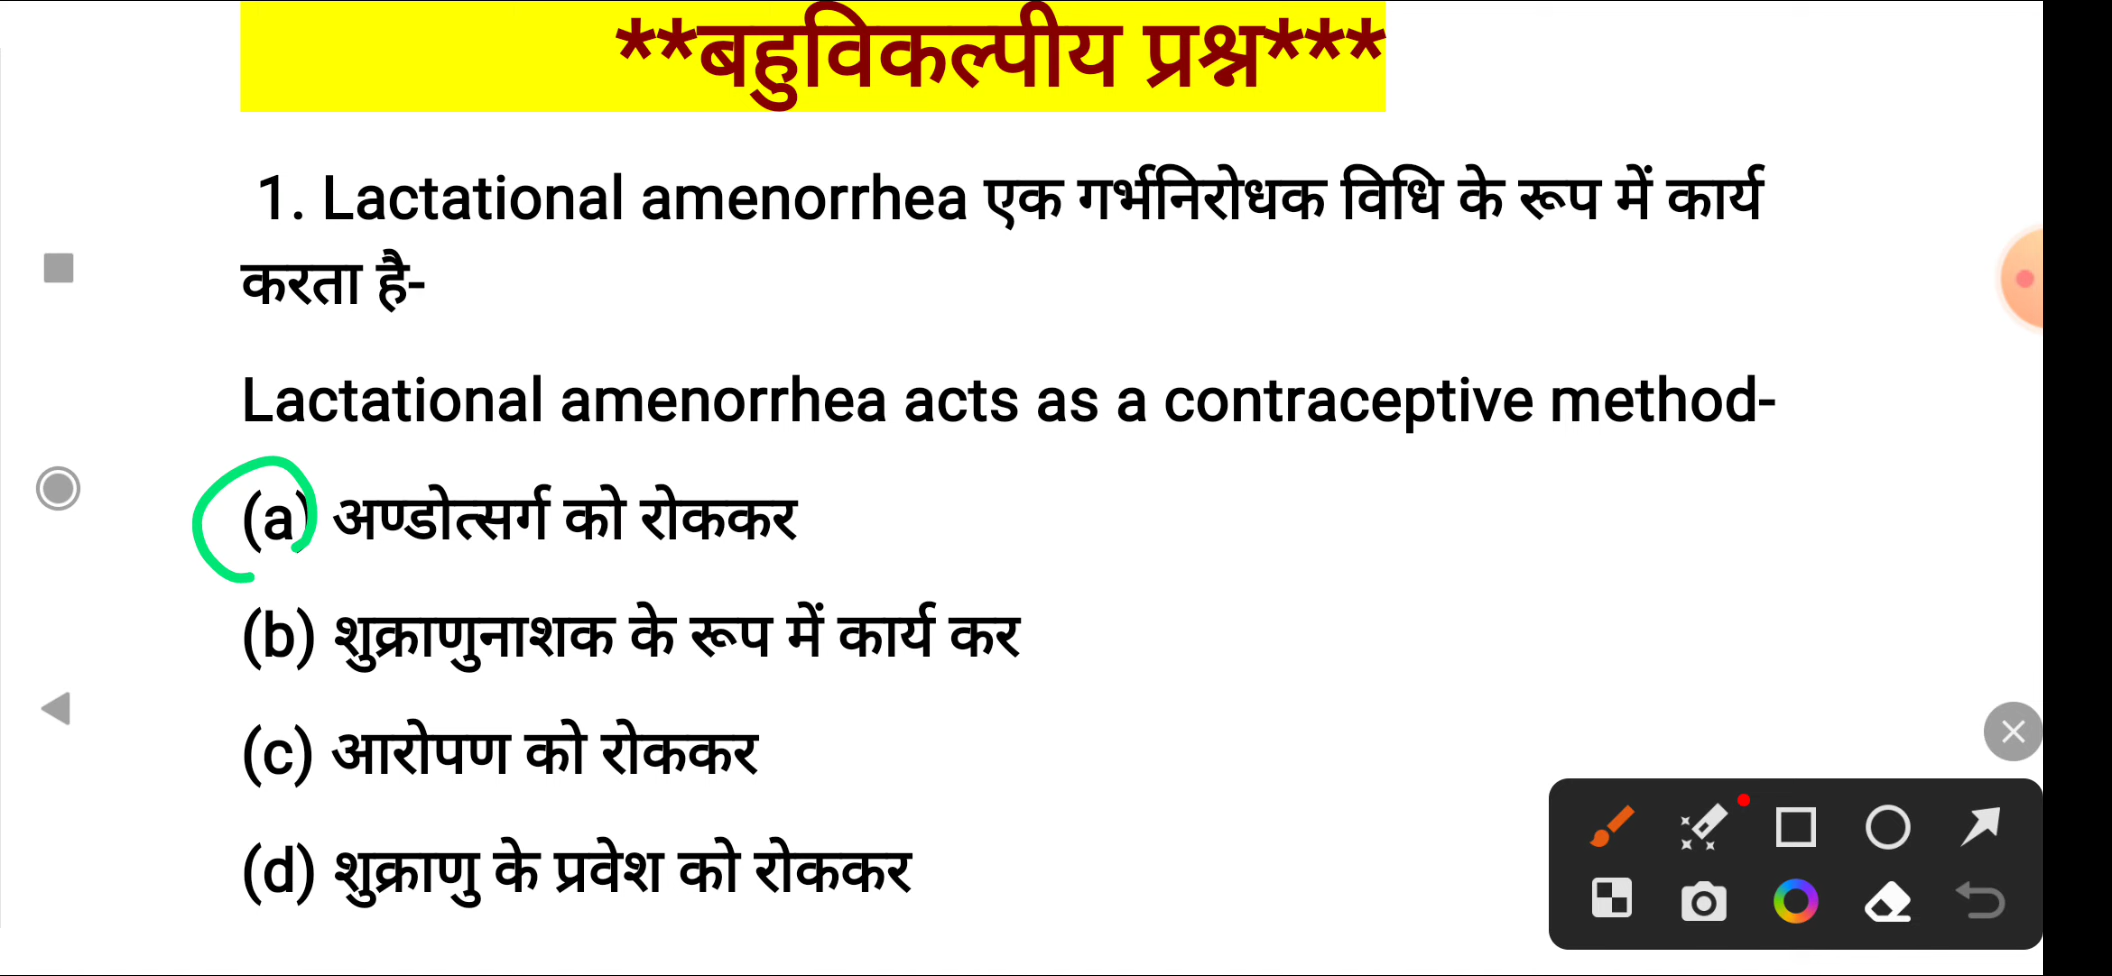 **बहुविकल्पीय प्रश्न***
1. Lactational amenorrhea एक गर्भनिरोधक विधि के रूप में कार्य
करता है-
Lactational amenorrhea acts as a contraceptive method-
(a) अण्डोत्सर्ग को रोककर
(b) शुक्राणुनाशक के रूप में कार्य कर
(c) आरोपण को रोककर
(d) शुक्राणु के प्रवेश को रोककर